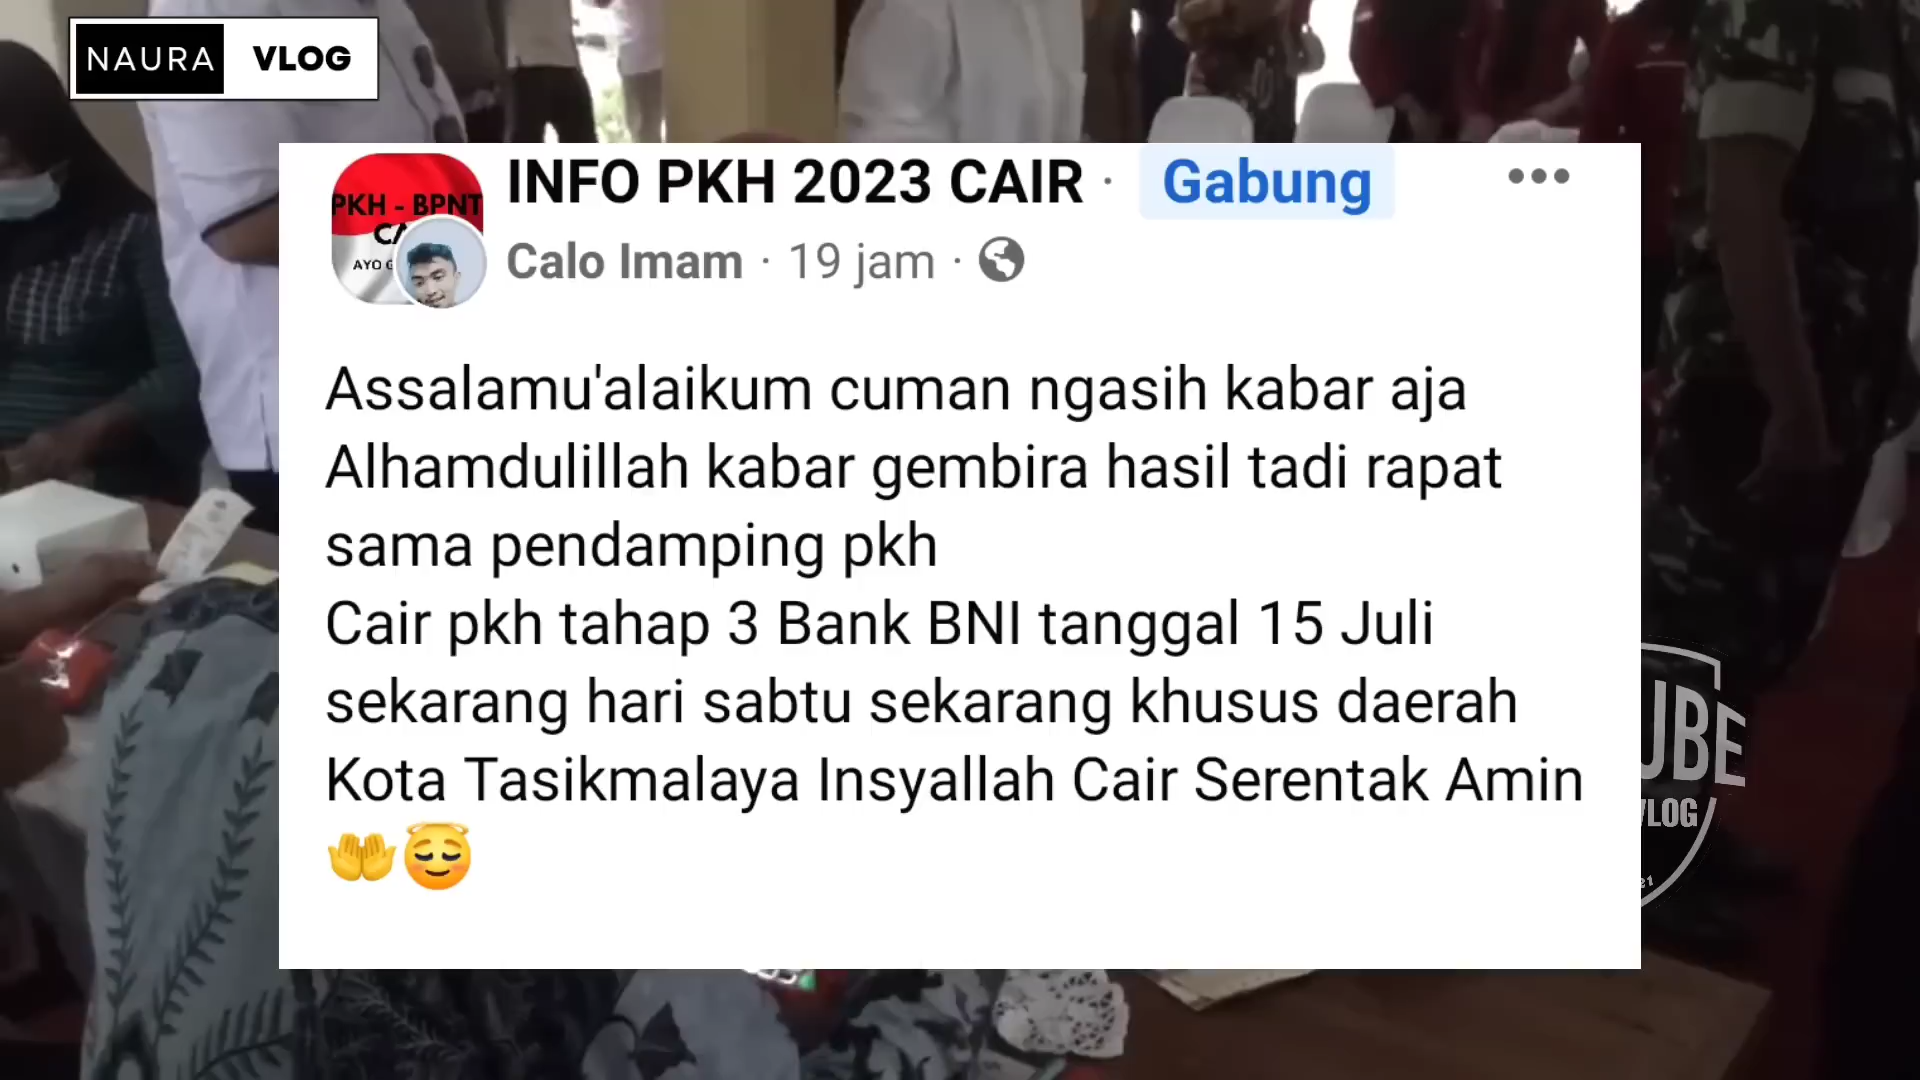 NAURA VLOG
PKH - BPNT
INFO PKH 2023 CAIR · Gabung
Calo Imam · 19 jam ·
Assalamu'alaikum cuman ngasih kabar aja
Alhamdulillah kabar gembira hasil tadi rapat
sama pendamping pkh
Cair pkh tahap 3 Bank BNI tanggal 15 Juli
sekarang hari sabtu sekarang khusus daerah
Kota Tasikmalaya Insyallah Cair Serentak Amin
🤲😇
VLOG